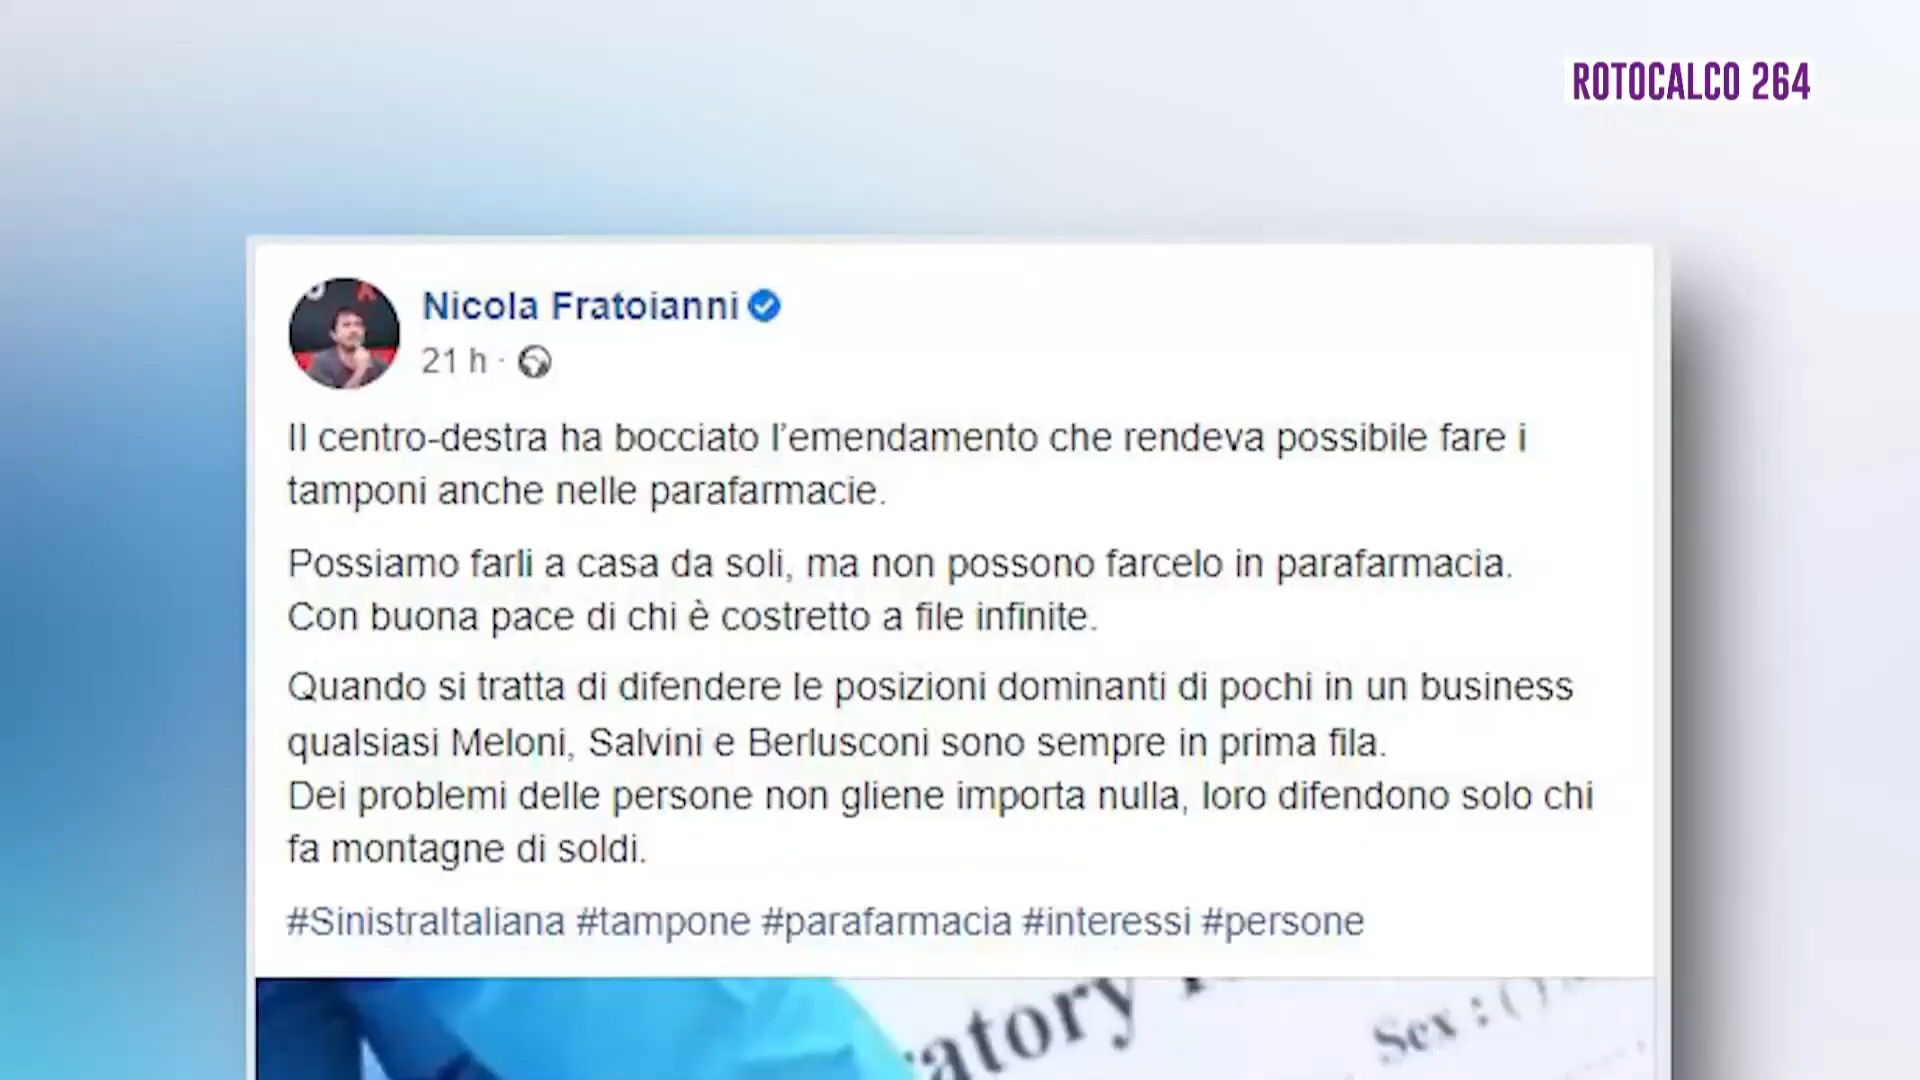 ROTOCALCO 264
Nicola Fratoianni
21 h ·
Il centro-destra ha bocciato l’emendamento che rendeva possibile fare i
tamponi anche nelle parafarmacie.
Possiamo farli a casa da soli, ma non possono farcelo in parafarmacia.
Con buona pace di chi è costretto a file infinite.
Quando si tratta di difendere le posizioni dominanti di pochi in un business
qualsiasi Meloni, Salvini e Berlusconi sono sempre in prima fila.
Dei problemi delle persone non gliene importa nulla, loro difendono solo chi
fa montagne di soldi.
#SinistraItaliana #tampone #parafarmacia #interessi #persone
Sex : (